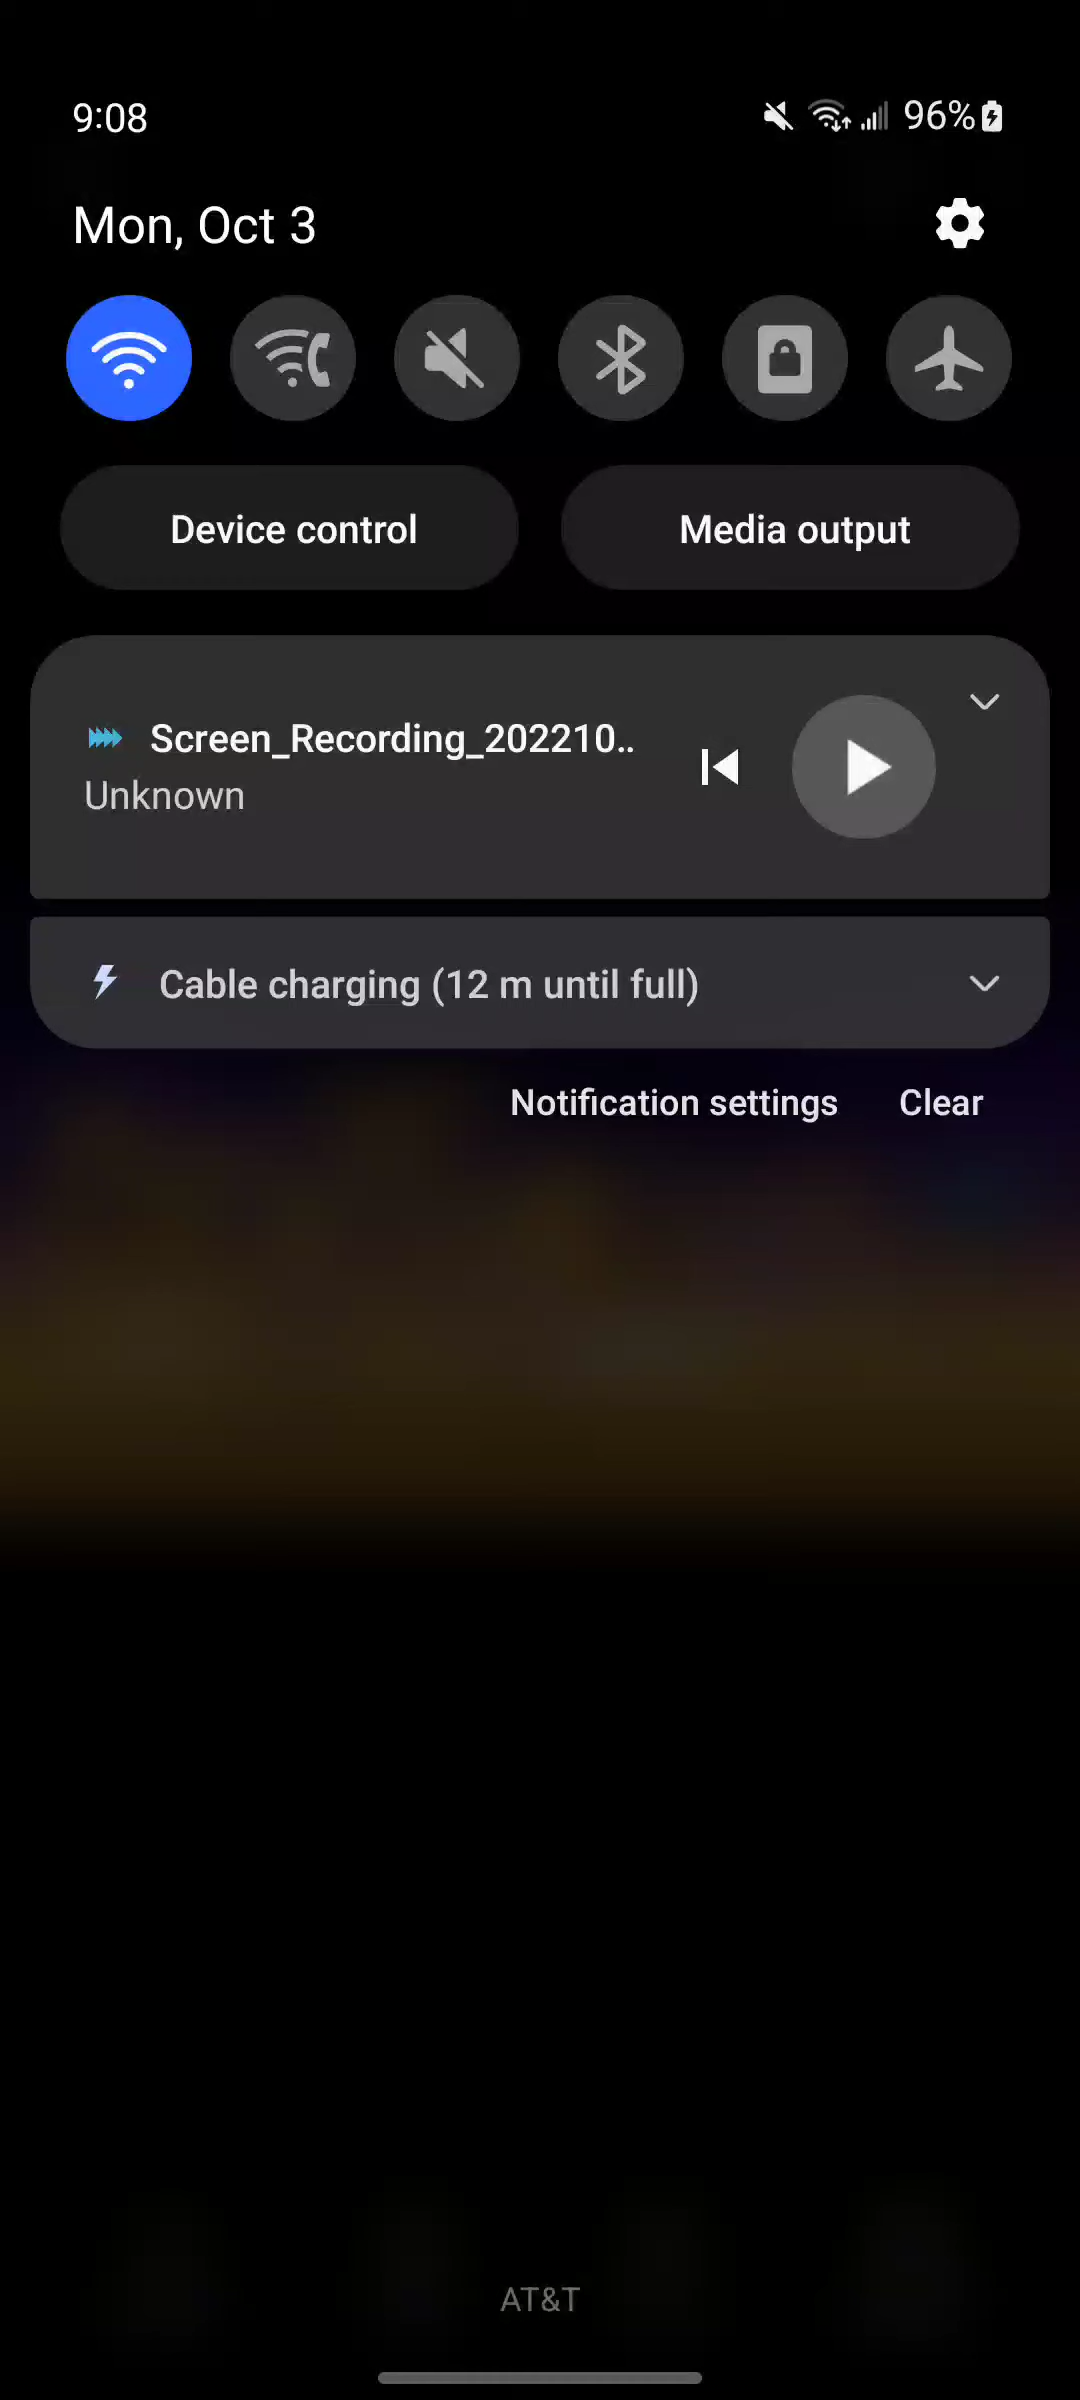 9:08 96%
Mon, Oct 3
Device control Media output
Screen_Recording_202210..
Unknown
Cable charging (12 m until full)
Notification settings Clear
AT&T